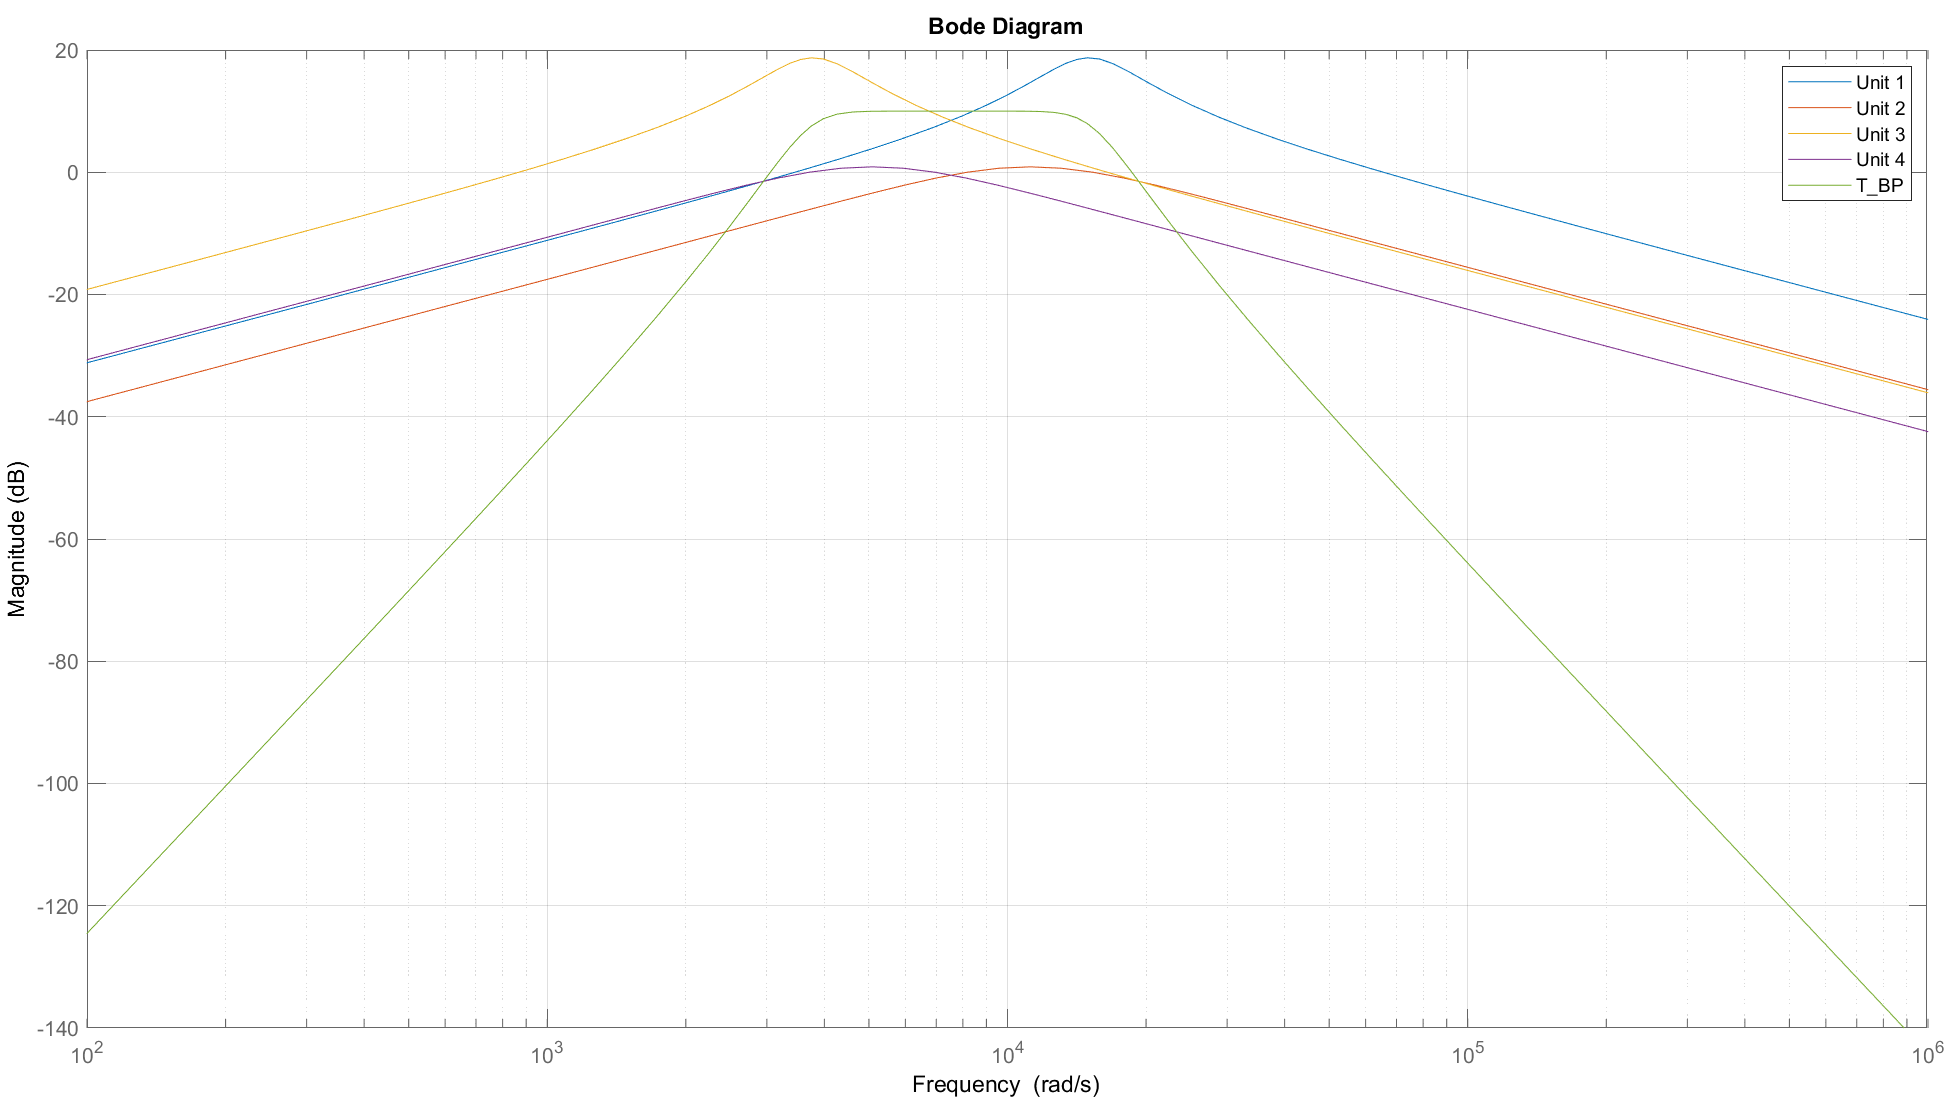 Bode Diagram
20
0
-20
-40
-60
-80
-100
-120
-140
Magnitude (dB)
Unit 1
Unit 2
Unit 3
Unit 4
T_BP
10^2
10^3
10^4
10^5
10^6
Frequency (rad/s)